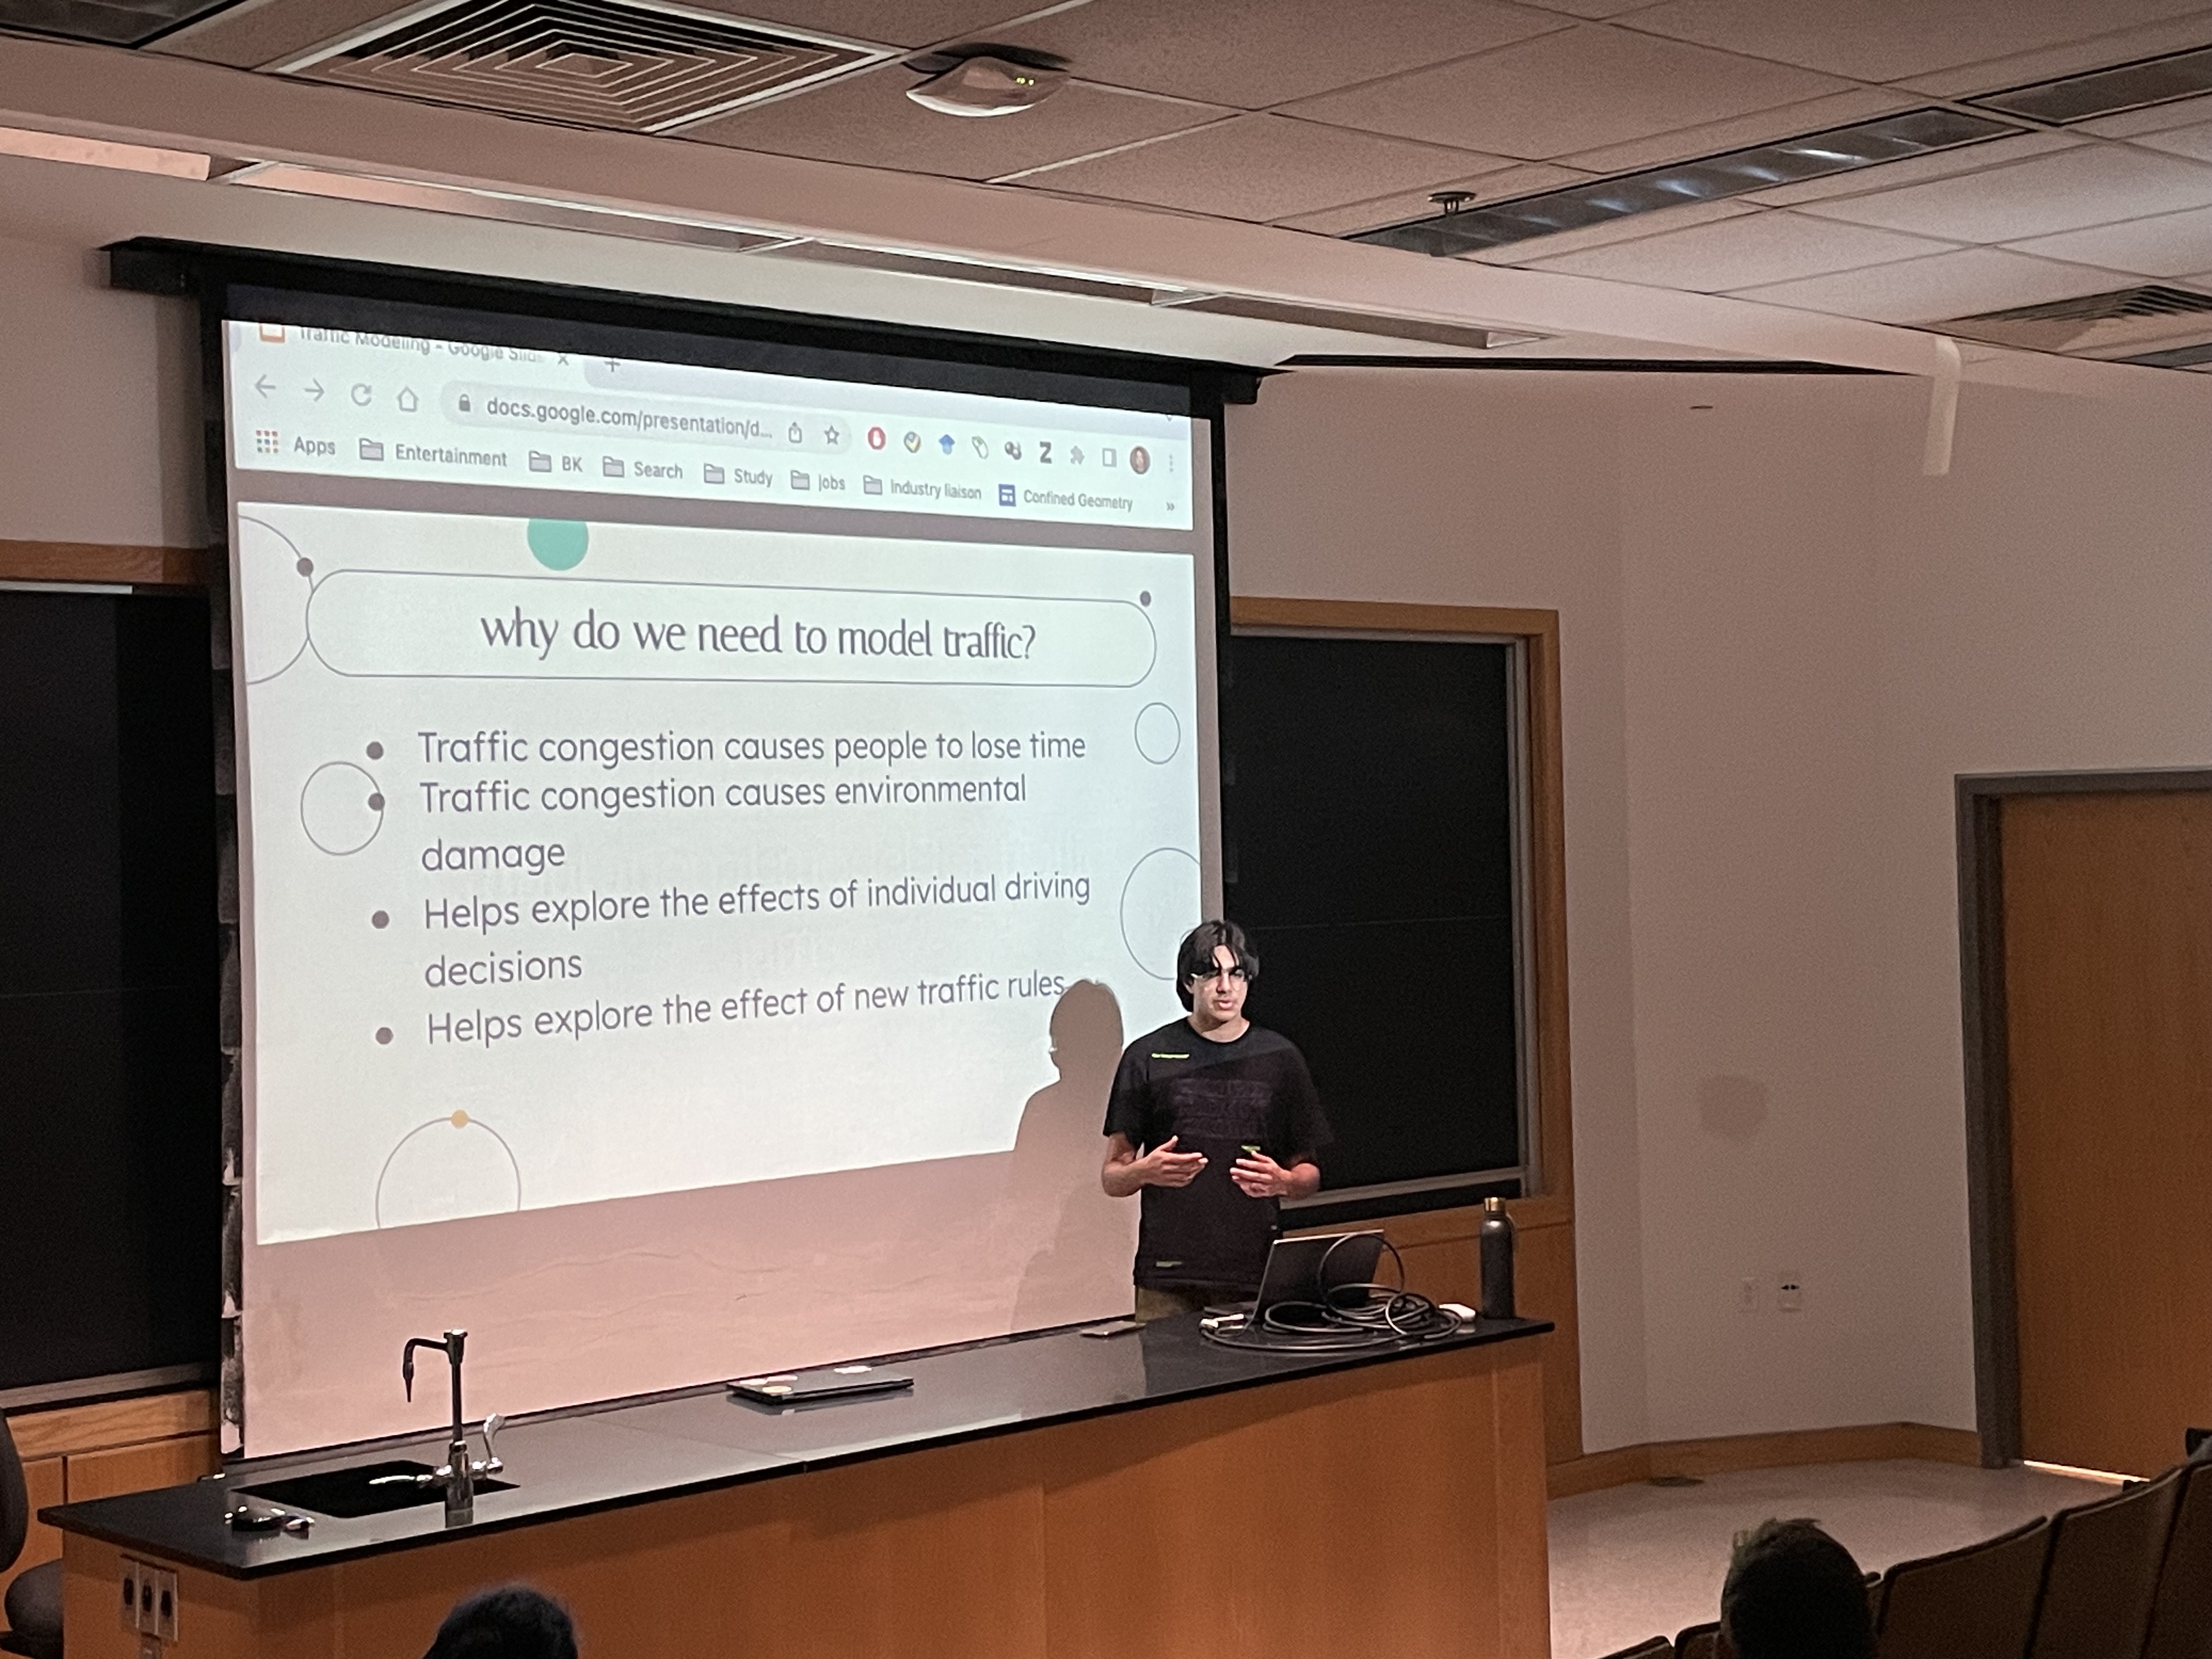 Traffic Modeling - Google Slid
docs.google.com/presentation/d...
Apps Entertainment BK Search Study jobs Industry liaison Confined Geometry »
why do we need to model traffic?
● Traffic congestion causes people to lose time
● Traffic congestion causes environmental
damage
● Helps explore the effects of individual driving
decisions
● Helps explore the effect of new traffic rules